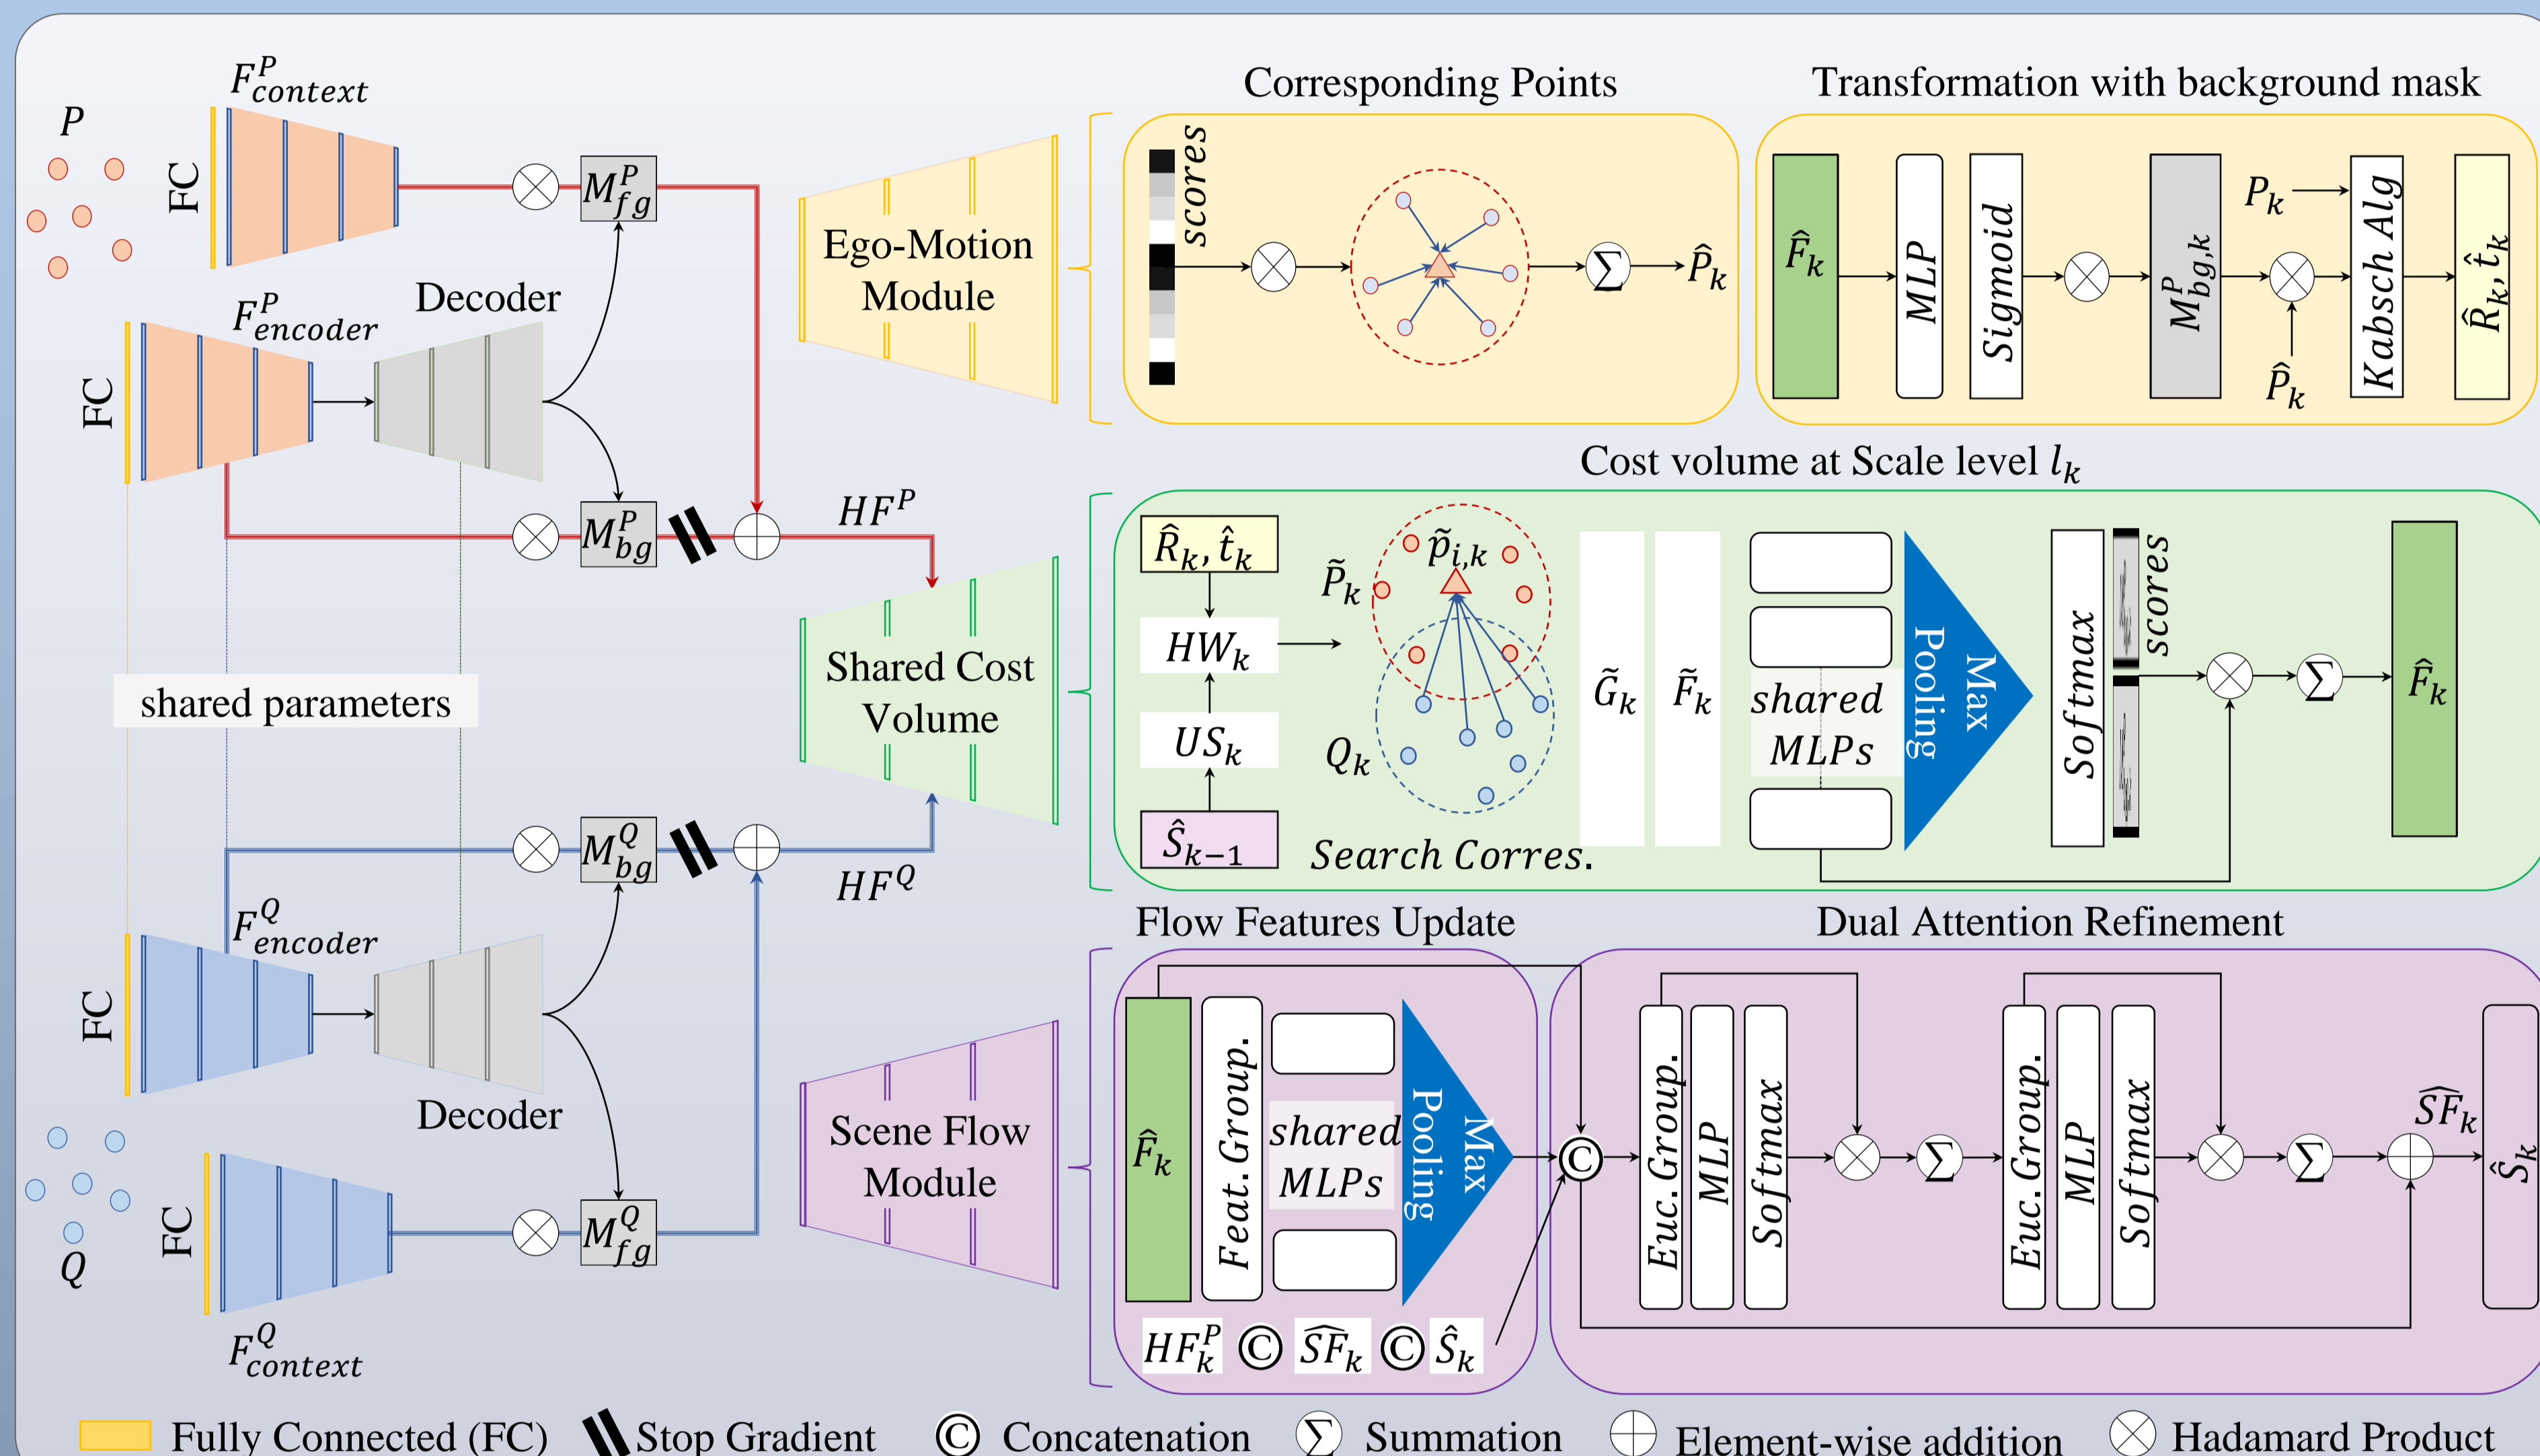 P
F^P_context
FC
M^P_fg
F^P_encoder
Decoder
FC
M^P_bg
HF^P
shared parameters
M^Q_bg
HF^Q
F^Q_encoder
FC
Decoder
Q
FC
M^Q_fg
F^Q_context
Ego-Motion
Module
Shared Cost
Volume
Scene Flow
Module
Corresponding Points
scores
Σ
P̂_k
Transformation with background mask
F̂_k
MLP
Sigmoid
M^P_bg,k
P_k
P̂_k
Kabsch Alg
R̂_k, t̂_k
Cost volume at Scale level l_k
R̂_k, t̂_k
HW_k
US_k
Ŝ_k−1
P̃_k
p̃_i,k
Q_k
Search Corres.
G̃_k
F̃_k
shared
MLPs
Max
Pooling
Softmax
scores
Σ
F̂_k
Flow Features Update
F̂_k
Feat. Group.
shared
MLPs
Max
Pooling
HF^P_k © ŜF_k © Ŝ_k
©
Dual Attention Refinement
Euc. Group.
MLP
Softmax
Σ
Euc. Group.
MLP
Softmax
Σ
ŜF_k
Ŝ_k
Fully Connected (FC)
Stop Gradient
© Concatenation
Σ Summation
Element-wise addition
Hadamard Product